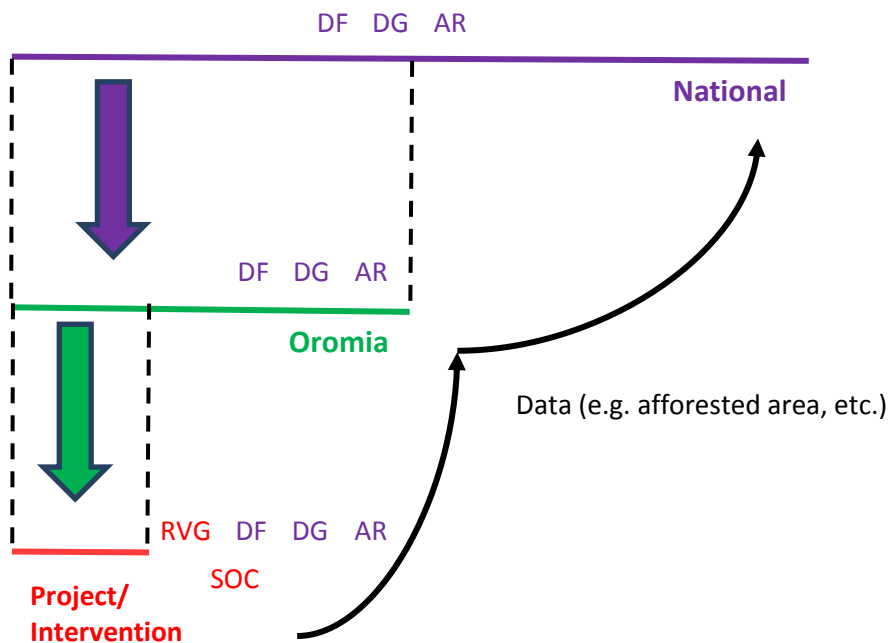 DF DG AR
National
DF DG AR
Oromia
Data (e.g. afforested area, etc.)
RVG DF DG AR
SOC
Project/
Intervention